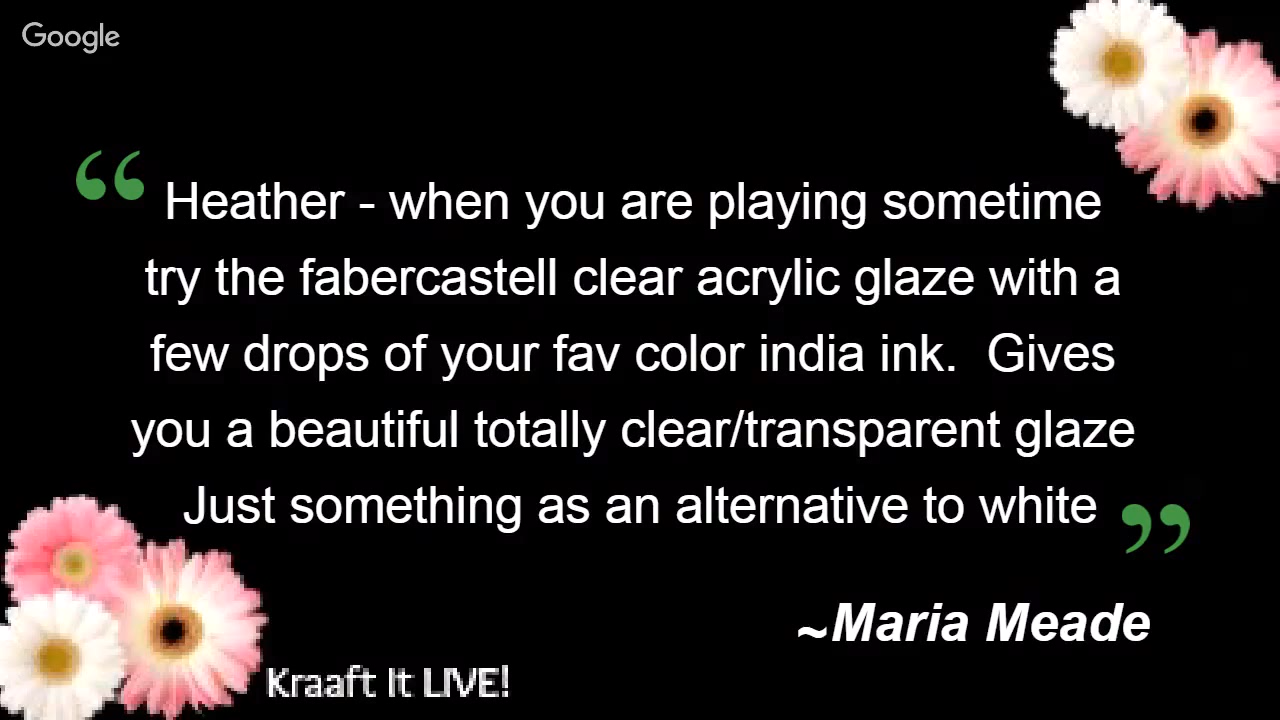 Google
“ Heather - when you are playing sometime
try the fabercastell clear acrylic glaze with a
few drops of your fav color india ink.  Gives
you a beautiful totally clear/transparent glaze
Just something as an alternative to white ”
~Maria Meade
Kraaft It LIVE!